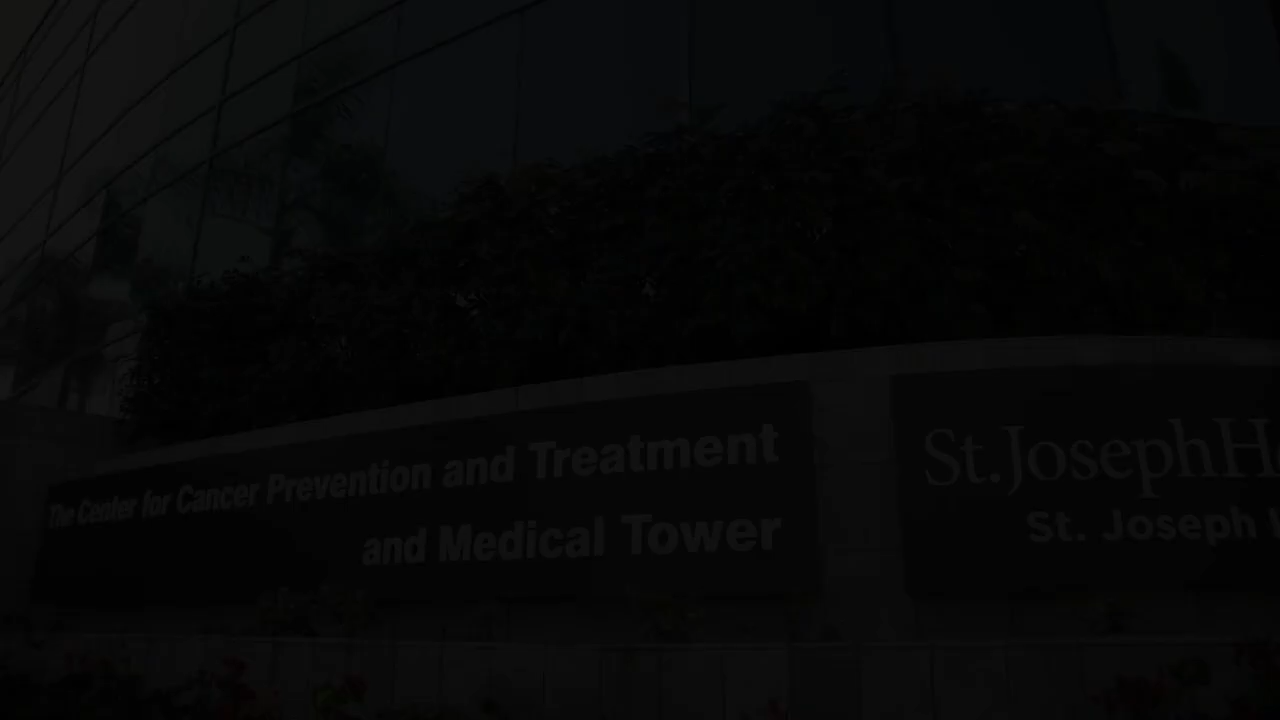 The Center for Cancer Prevention and Treatment
and Medical Tower
St.JosephH
St. Joseph